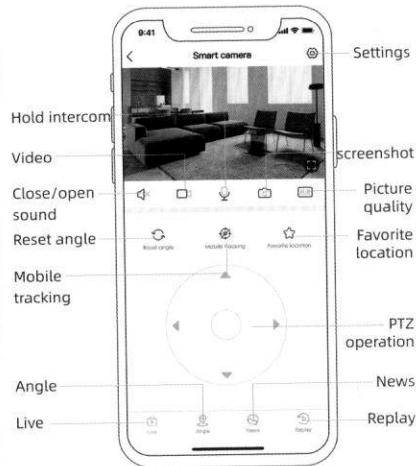 9:41
Smart camera
Settings
Hold intercom
Video
screenshot
Close/open
sound
Picture
quality
Reset angle
Reset angle
Mobile tracking
Favorite location
Favorite
location
Mobile
tracking
PTZ
operation
Angle
News
Live
Live
Angle
News
Replay
Replay